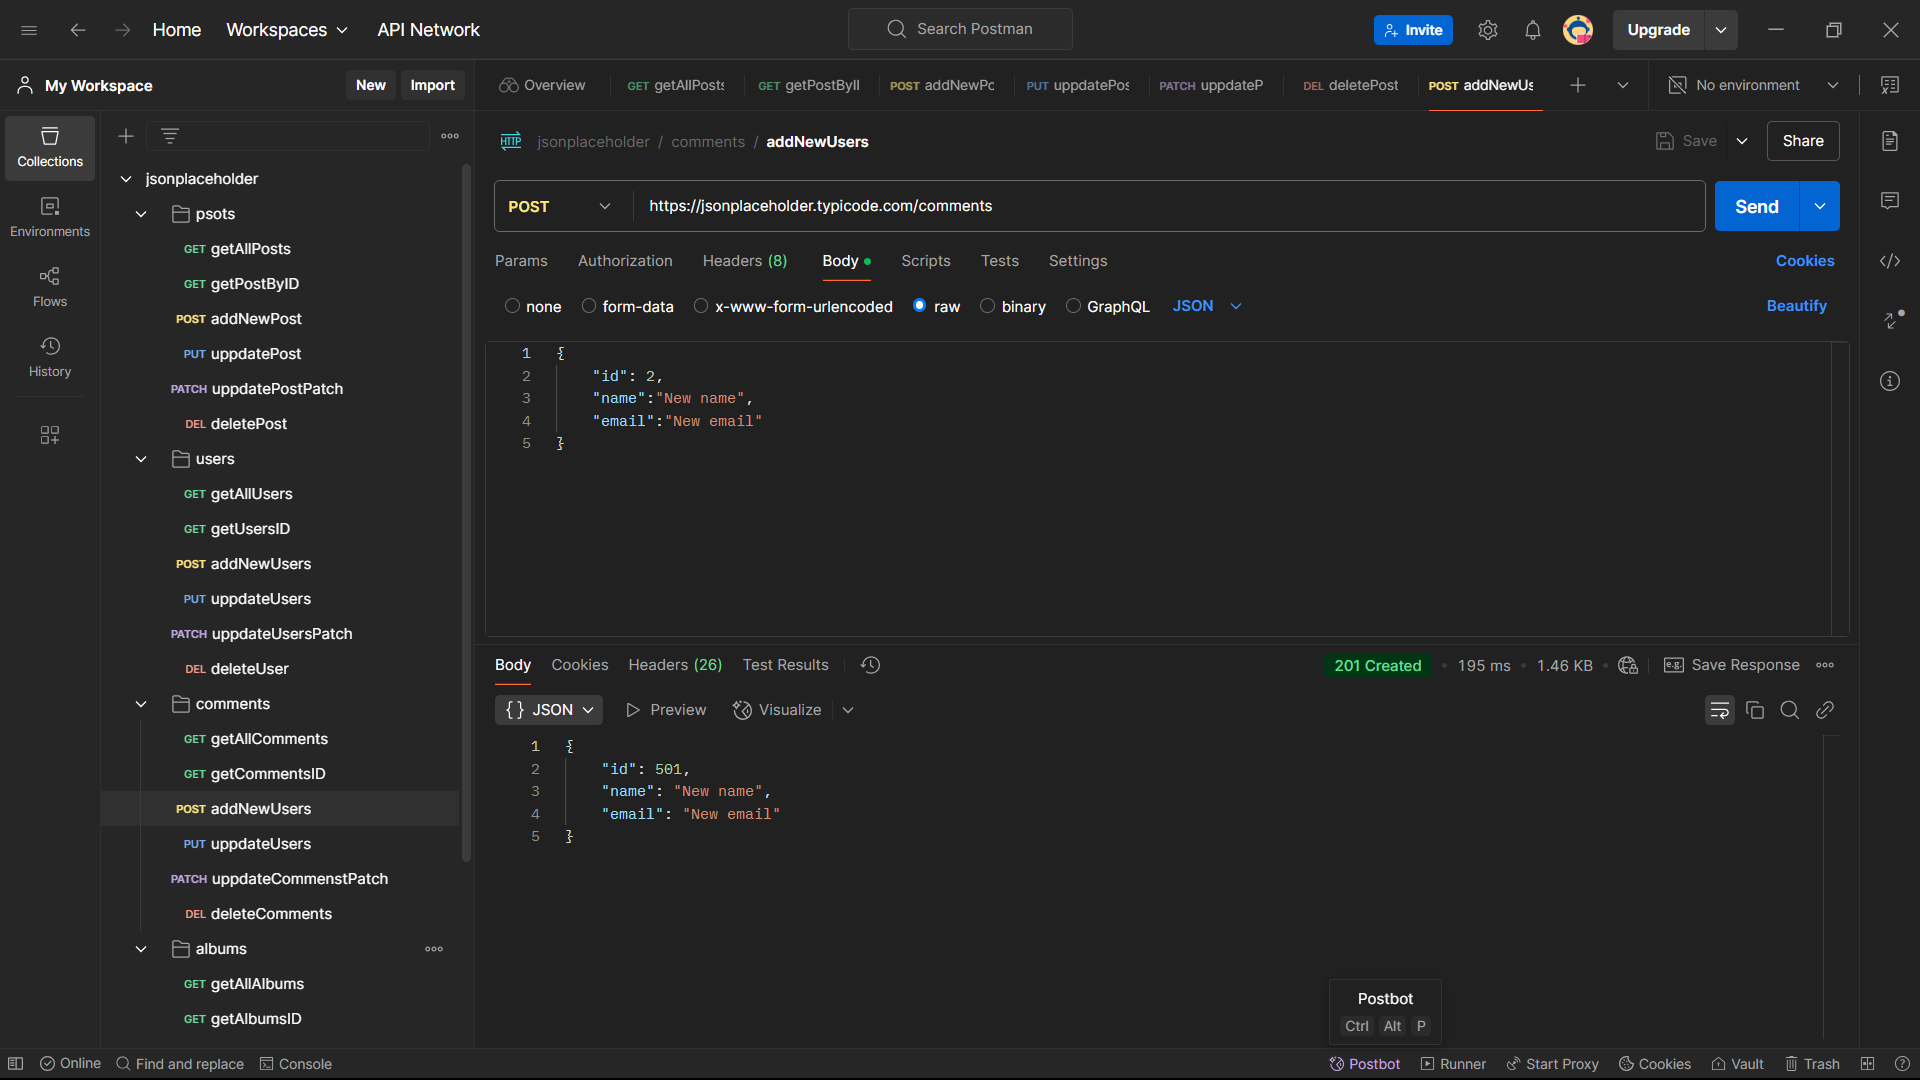 Home Workspaces API Network Search Postman Invite Upgrade
My Workspace New Import
Overview GET getAllPosts GET getPostByI POST addNewPo PUT uppdatePos PATCH uppdateP DEL deletePost POST addNewUs No environment
Collections
Environments
Flows
History
jsonplaceholder
psots
GET getAllPosts
GET getPostByID
POST addNewPost
PUT uppdatePost
PATCH uppdatePostPatch
DEL deletePost
users
GET getAllUsers
GET getUsersID
POST addNewUsers
PUT uppdateUsers
PATCH uppdateUsersPatch
DEL deleteUser
comments
GET getAllComments
GET getCommentsID
POST addNewUsers
PUT uppdateUsers
PATCH uppdateCommenstPatch
DEL deleteComments
albums
GET getAllAlbums
GET getAlbumsID
HTTP jsonplaceholder / comments / addNewUsers Save Share
POST https://jsonplaceholder.typicode.com/comments Send
Params Authorization Headers (8) Body Scripts Tests Settings Cookies
none form-data x-www-form-urlencoded raw binary GraphQL JSON Beautify
1 {
2 "id": 2,
3 "name":"New name",
4 "email":"New email"
5 }
Body Cookies Headers (26) Test Results 201 Created 195 ms 1.46 KB e.g. Save Response
{} JSON Preview Visualize
1 {
2 "id": 501,
3 "name": "New name",
4 "email": "New email"
5 }
Postbot
Ctrl Alt P
Online Find and replace Console Postbot Runner Start Proxy Cookies Vault Trash